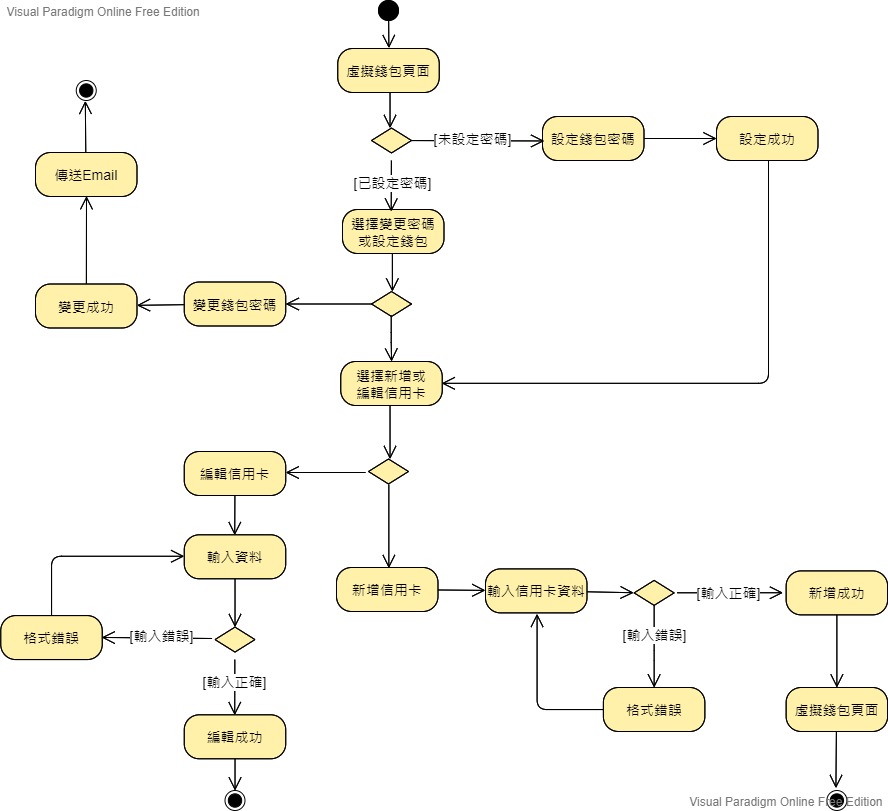 Visual Paradigm Online Free Edition
虛擬錢包頁面
[未設定密碼]
設定錢包密碼
設定成功
傳送Email
[已設定密碼]
選擇變更密碼
或設定錢包
變更成功
變更錢包密碼
選擇新增或
編輯信用卡
編輯信用卡
輸入資料
新增信用卡
輸入信用卡資料
[輸入正確]
新增成功
格式錯誤
[輸入錯誤]
[輸入錯誤]
[輸入正確]
格式錯誤
虛擬錢包頁面
編輯成功
Visual Paradigm Online Free Edition